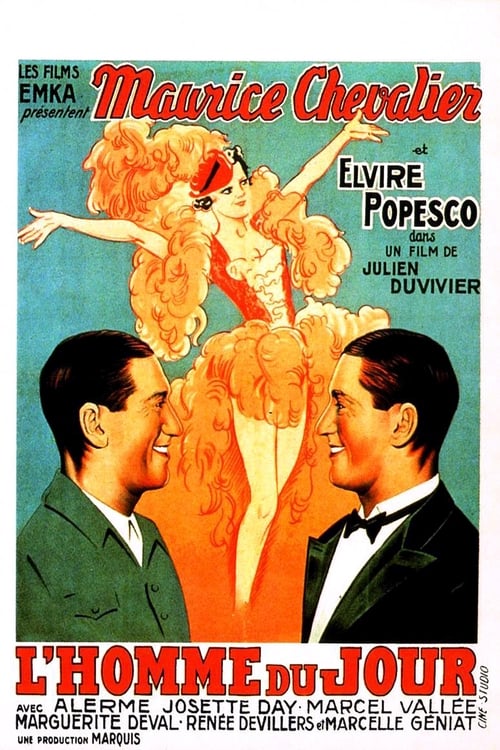 LES FILMS
EMKA
présentent
Maurice Chevalier
et
ELVIRE
POPESCO
dans
UN FILM DE
JULIEN
DUVIVIER
L'HOMME DU JOUR
AVEC ALERME JOSETTE DAY - MARCEL VALLÉE
MARGUERITE DEVAL - RENÉE DEVILLERS et MARCELLE GÉNIAT
UNE PRODUCTION MARQUIS
CINÉ-STUDIO